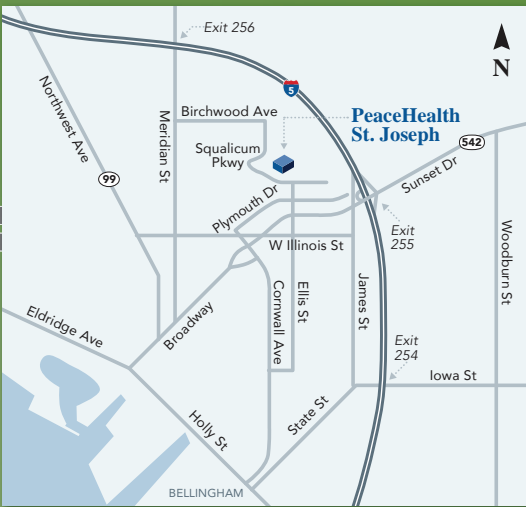 Exit 256
N
5
Northwest Ave
Meridian St
Birchwood Ave
PeaceHealth
St. Joseph
Squalicum
Pkwy
542
99
Sunset Dr
Plymouth Dr
Exit
255
W Illinois St
Woodburn St
Eldridge Ave
Broadway
Cornwall Ave
Ellis St
James St
Exit
254
Iowa St
Holly St
State St
BELLINGHAM